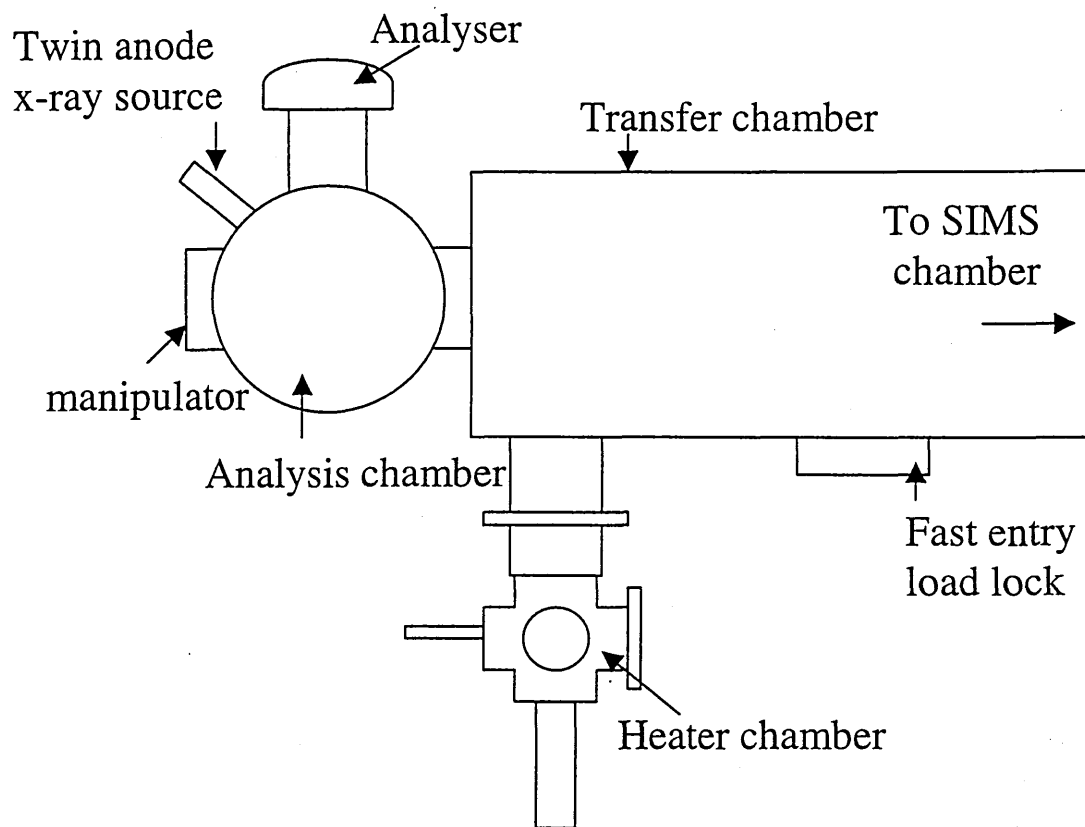 Twin anode
x-ray source
Analyser
Transfer chamber
To SIMS
chamber
manipulator
Analysis chamber
Fast entry
load lock
Heater chamber